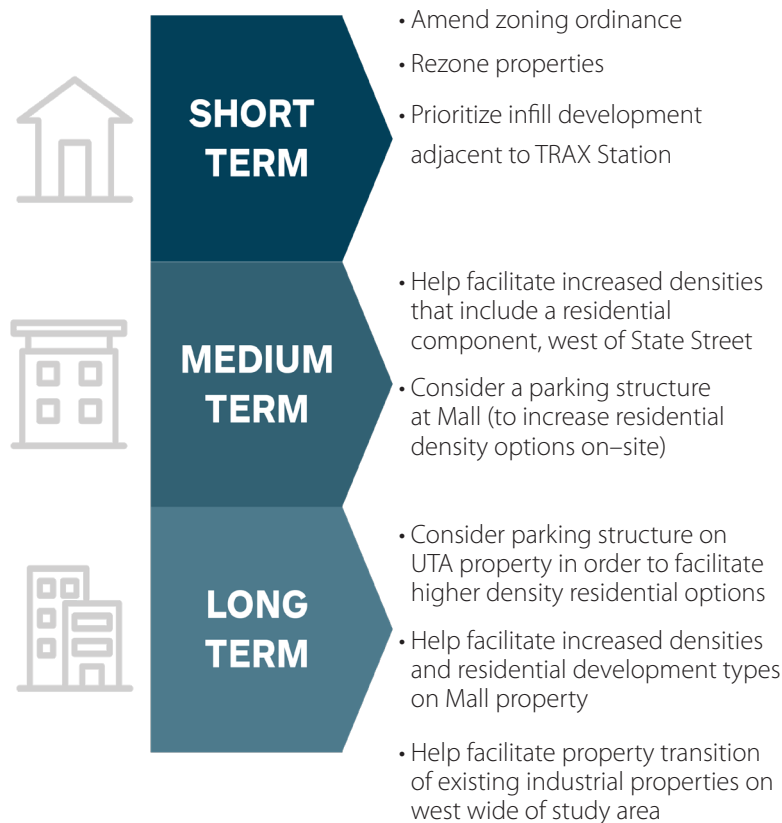 SHORT
TERM
• Amend zoning ordinance
• Rezone properties
• Prioritize infill development
adjacent to TRAX Station
MEDIUM
TERM
• Help facilitate increased densities
that include a residential
component, west of State Street
• Consider a parking structure
at Mall (to increase residential
density options on–site)
LONG
TERM
• Consider parking structure on
UTA property in order to facilitate
higher density residential options
• Help facilitate increased densities
and residential development types
on Mall property
• Help facilitate property transition
of existing industrial properties on
west wide of study area